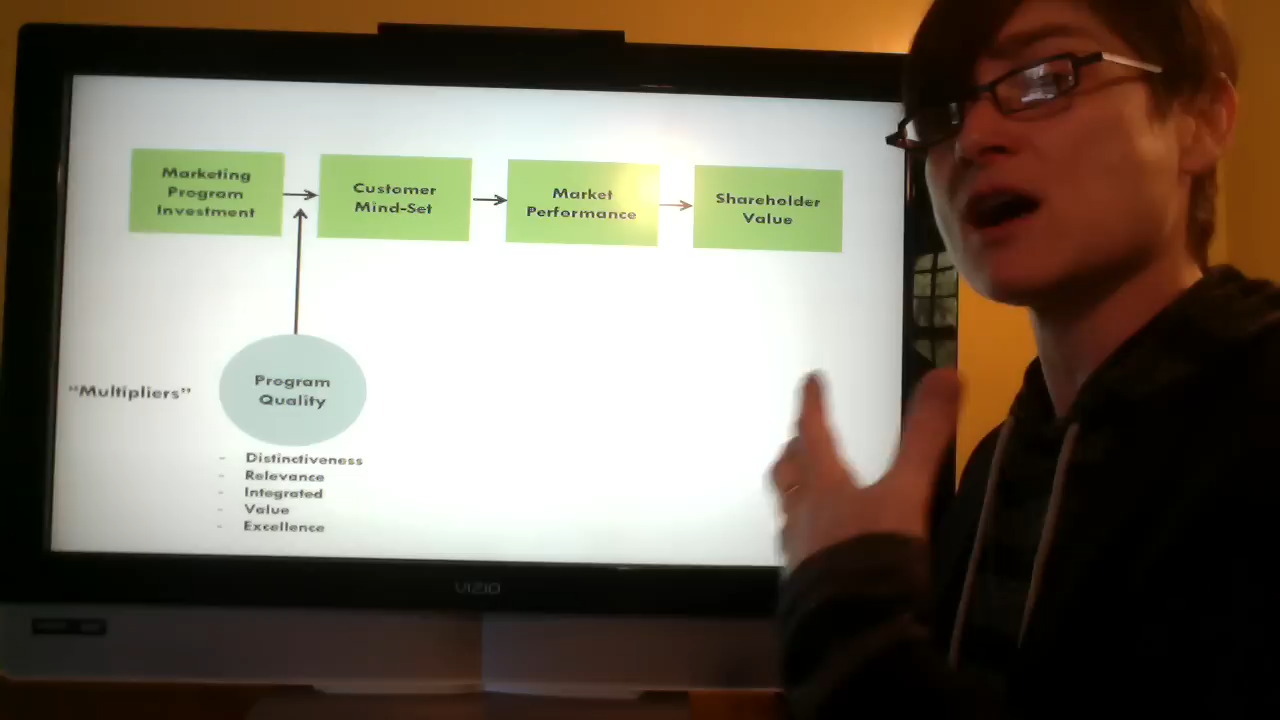 Marketing
Program
Investment
Customer
Mind-Set
Market
Performance
Shareholder
Value
"Multipliers"
Program
Quality
- Distinctiveness
- Relevance
- Integrated
- Value
- Excellence
VIZIO